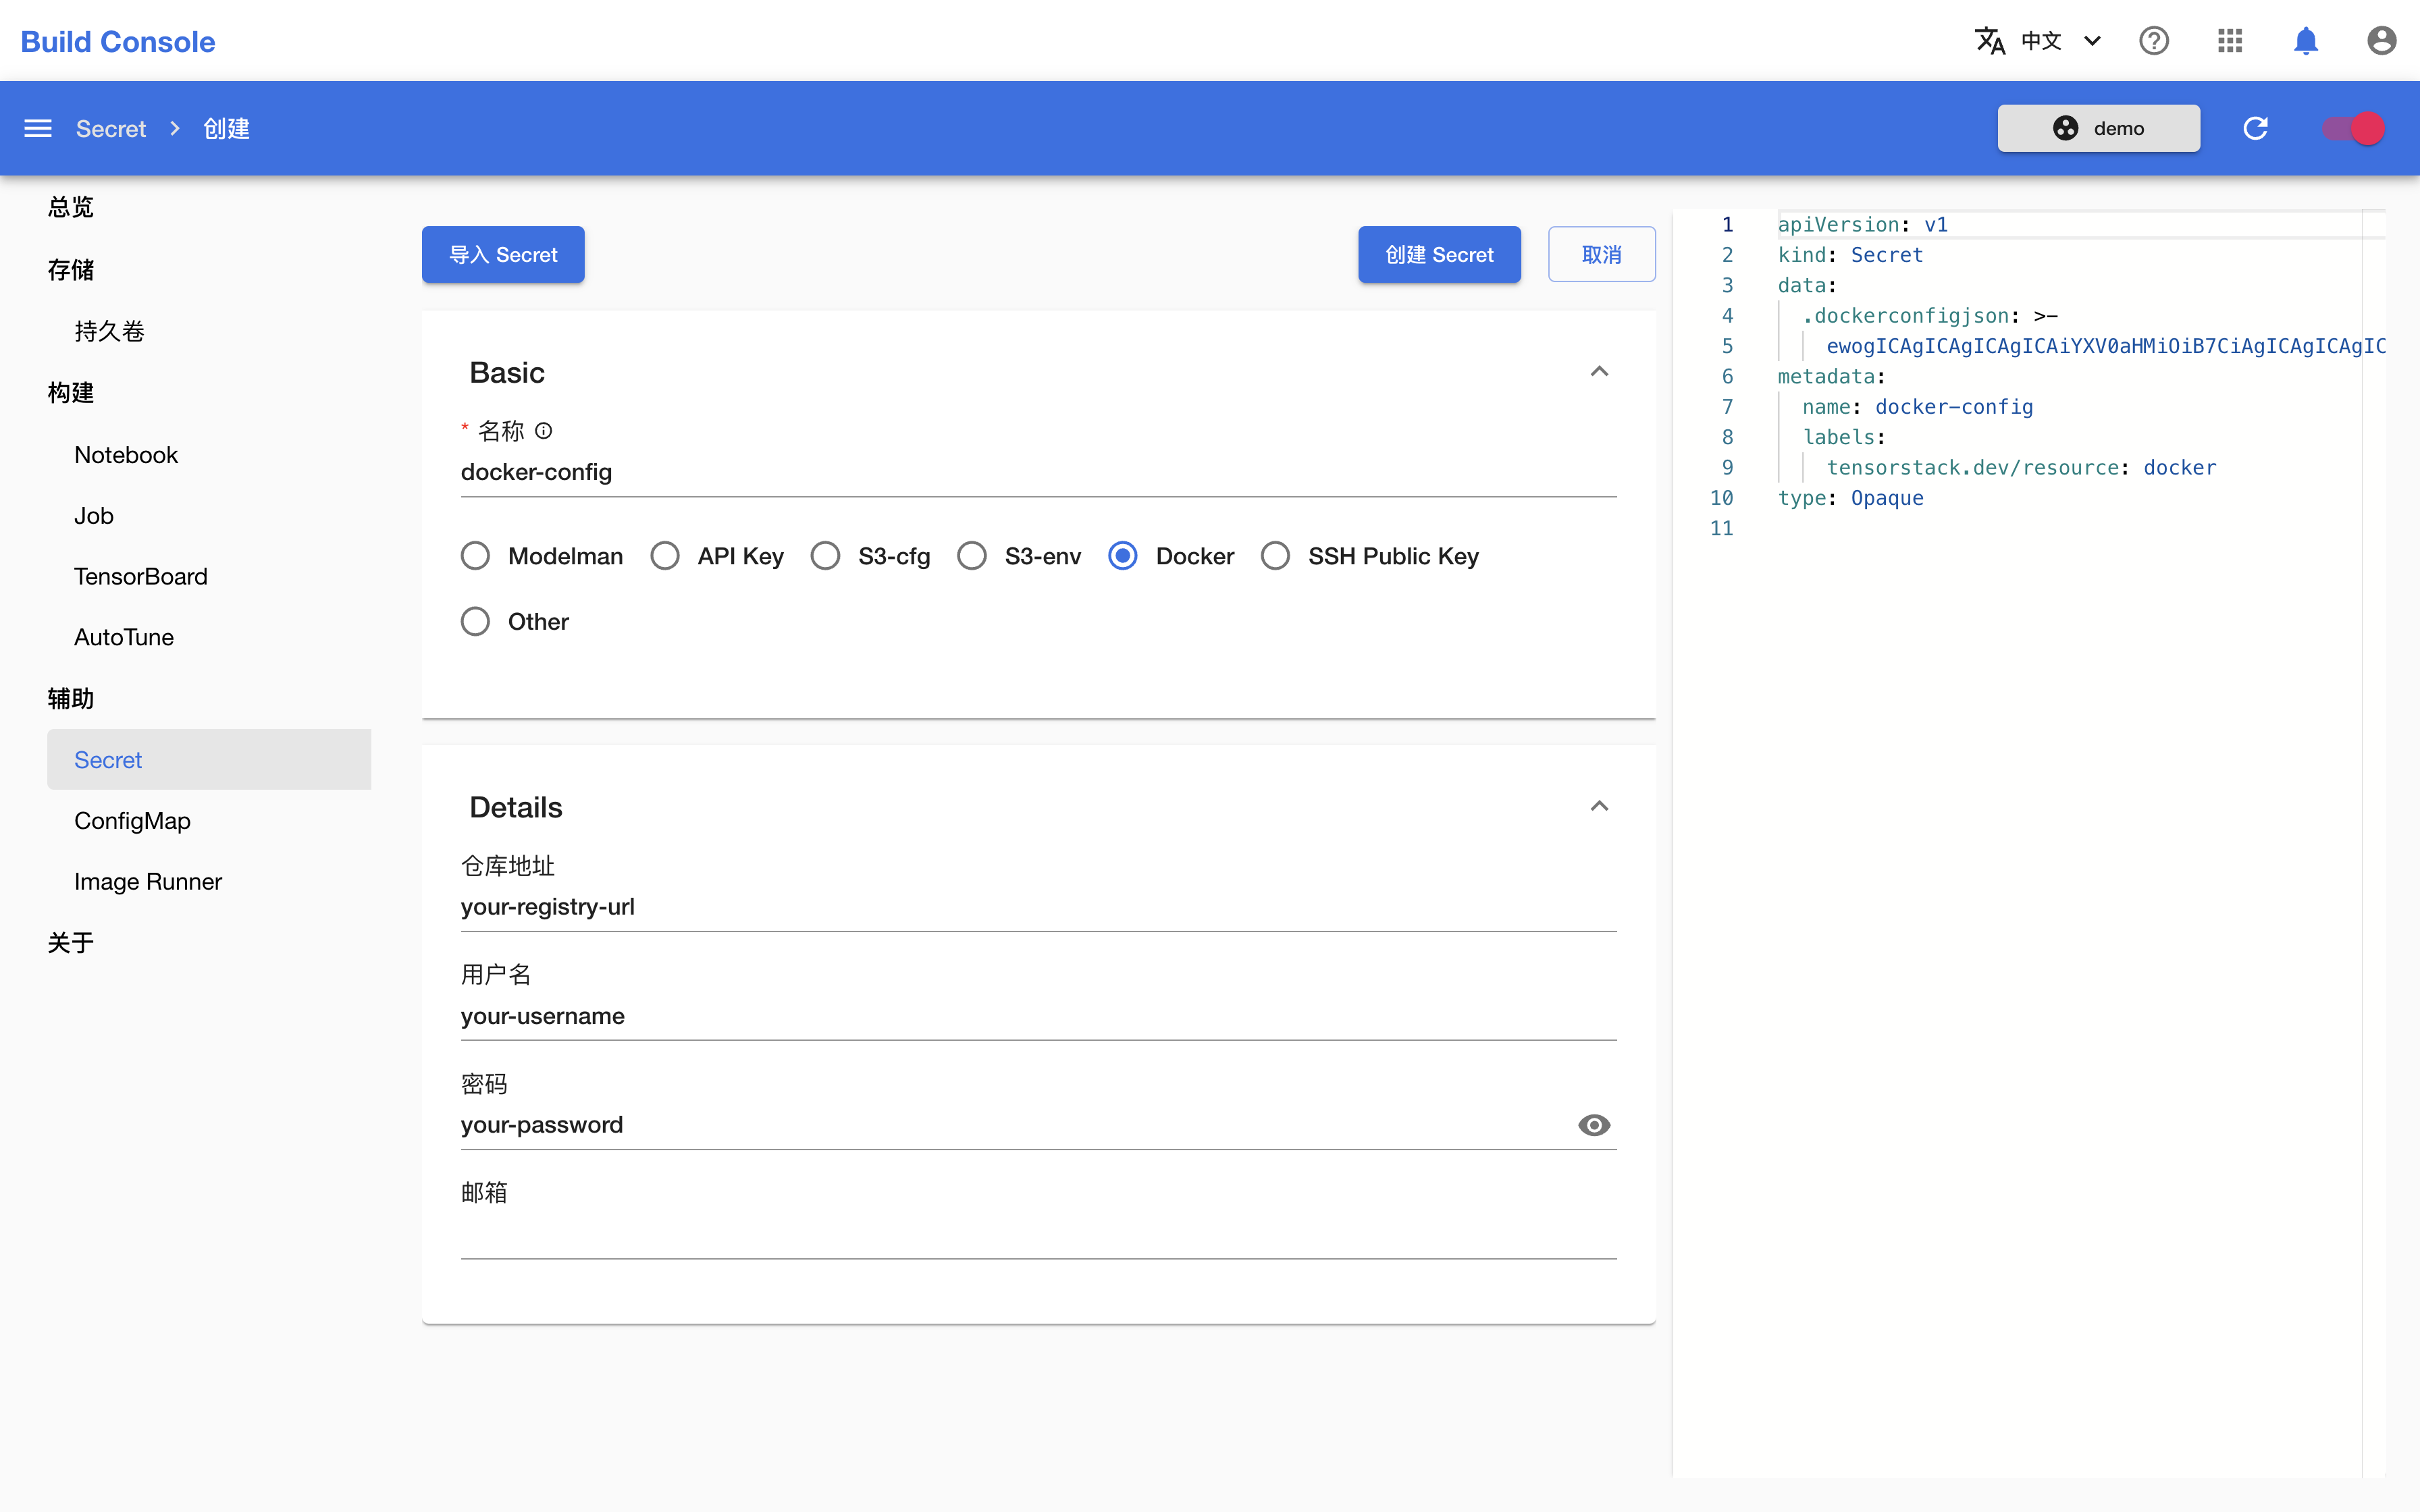 Build Console
中文
Secret > 创建
demo
总览
存储
持久卷
构建
Notebook
Job
TensorBoard
AutoTune
辅助
Secret
ConfigMap
Image Runner
关于
导入 Secret
创建 Secret
取消
Basic
* 名称
docker-config
Modelman
API Key
S3-cfg
S3-env
Docker
SSH Public Key
Other
Details
仓库地址
your-registry-url
用户名
your-username
密码
your-password
邮箱
1 apiVersion: v1
2 kind: Secret
3 data:
4 .dockerconfigjson: >-
5 ewogICAgICAgICAgICAiYXV0aHMiOiB7CiAgICAgICAgIC
6 metadata:
7 name: docker-config
8 labels:
9 tensorstack.dev/resource: docker
10 type: Opaque
11